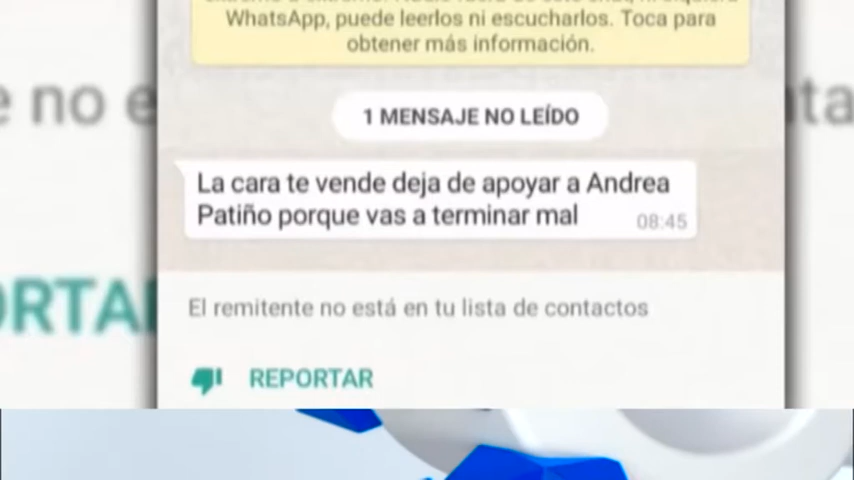 WhatsApp, puede leerlos ni escucharlos. Toca para
obtener más información.
1 MENSAJE NO LEÍDO
La cara te vende deja de apoyar a Andrea
Patiño porque vas a terminar mal
08:45
El remitente no está en tu lista de contactos
REPORTAR